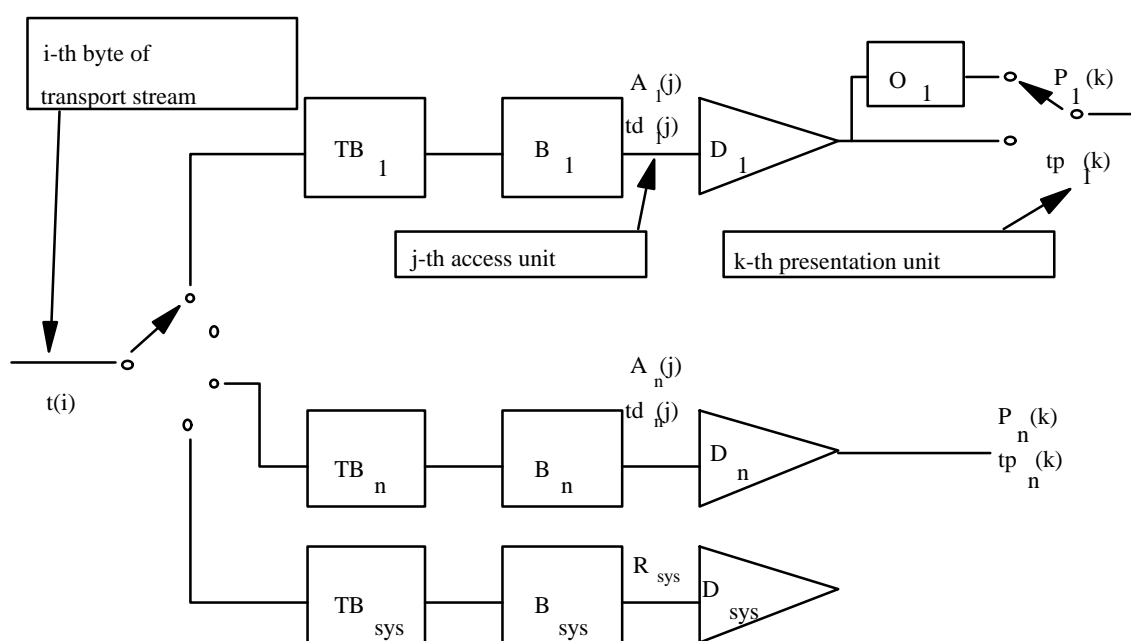 i-th byte of
transport stream
A 1(j)
td 1(j)
TB 1
B 1
D 1
O 1
P 1(k)
tp 1(k)
j-th access unit
k-th presentation unit
t(i)
A n(j)
td n(j)
TB n
B n
D n
P n(k)
tp n(k)
R sys
TB sys
B sys
D sys